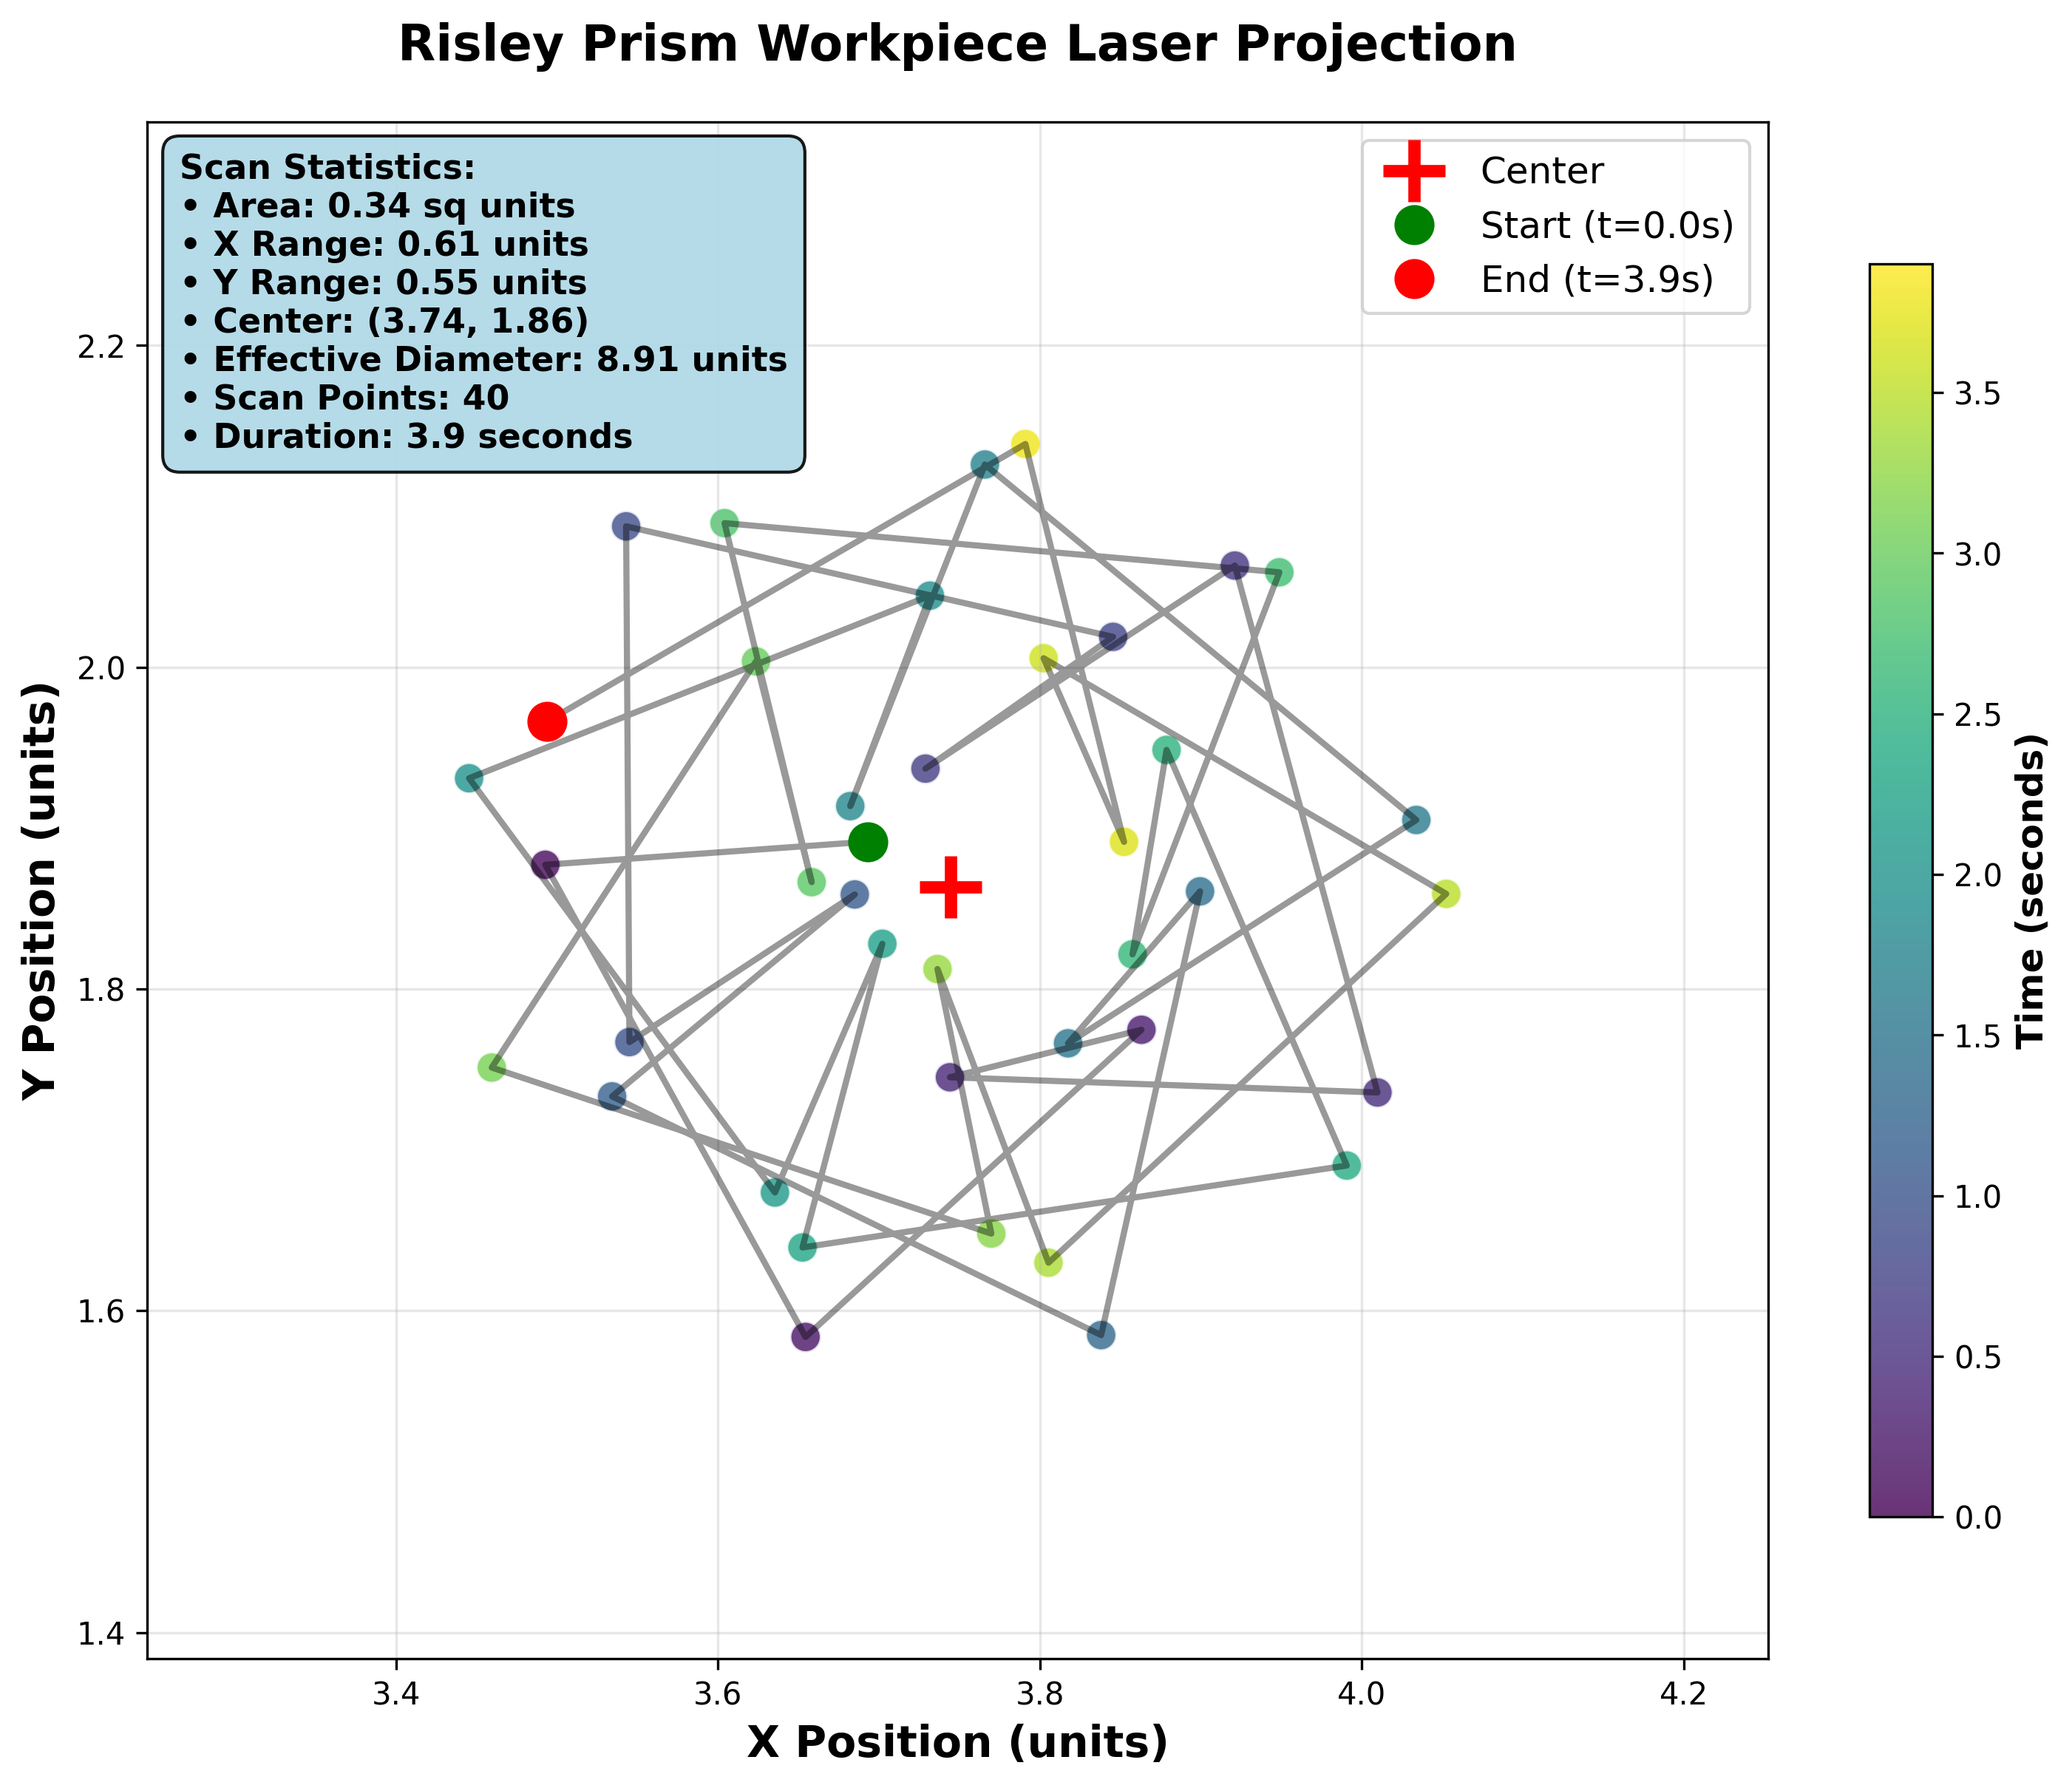 Risley Prism Workpiece Laser Projection
Scan Statistics:
• Area: 0.34 sq units
• X Range: 0.61 units
• Y Range: 0.55 units
• Center: (3.74, 1.86)
• Effective Diameter: 8.91 units
• Scan Points: 40
• Duration: 3.9 seconds
Center
Start (t=0.0s)
End (t=3.9s)
Y Position (units)
2.2
2.0
1.8
1.6
1.4
3.4
3.6
3.8
4.0
4.2
X Position (units)
3.5
3.0
2.5
2.0
1.5
1.0
0.5
0.0
Time (seconds)